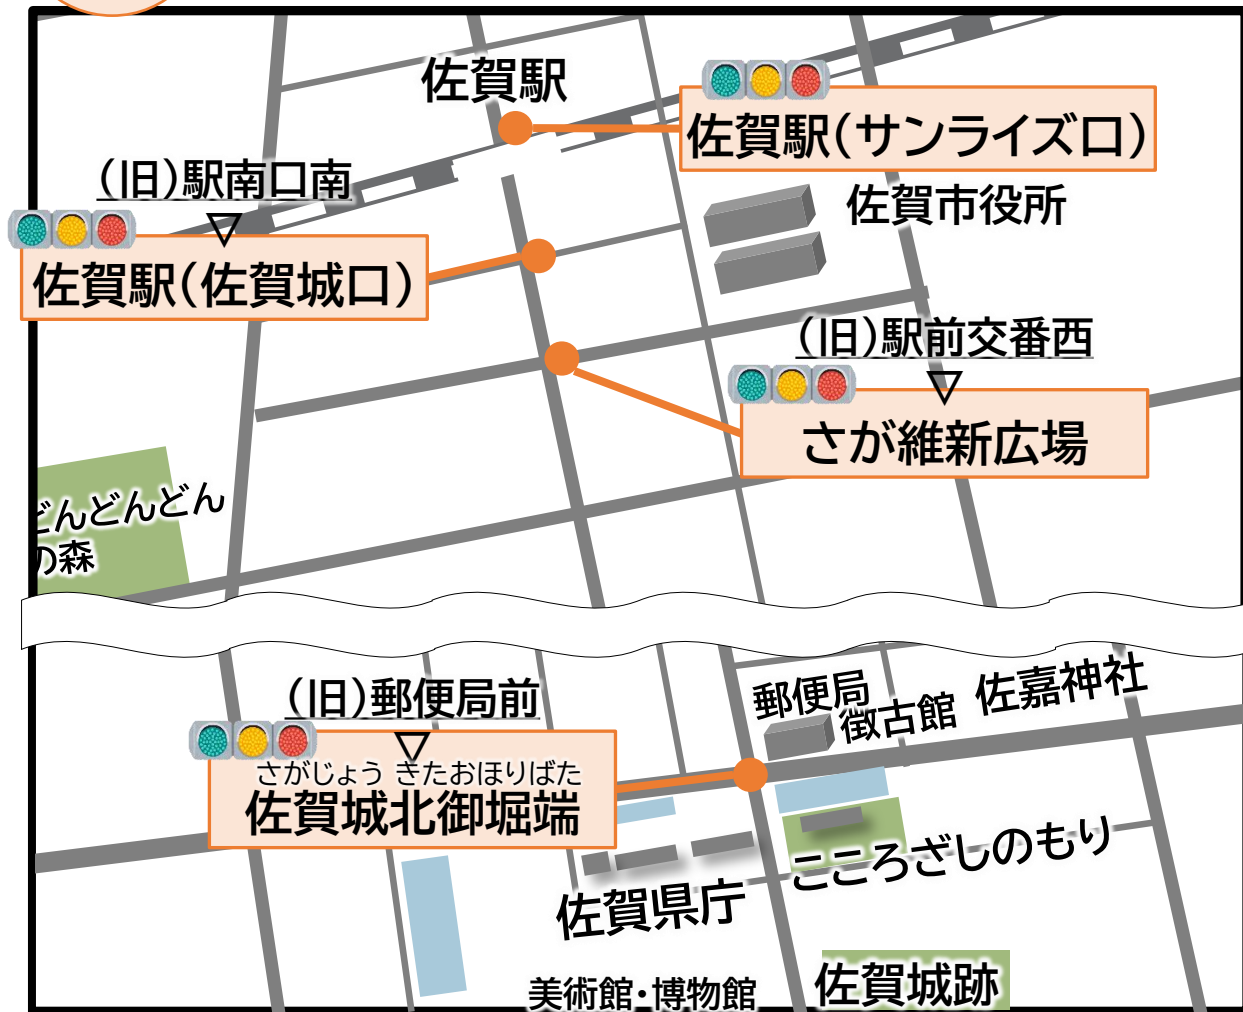 佐賀駅
佐賀駅(サンライズ口)
(旧)駅南口南
▽
佐賀駅(佐賀城口)
佐賀市役所
(旧)駅前交番西
▽
さが維新広場
どんどんどん
の森
(旧)郵便局前
▽
さがじょう きたおほりばた
佐賀城北御堀端
郵便局
徴古館
佐嘉神社
こころざしのもり
佐賀県庁
美術館・博物館
佐賀城跡